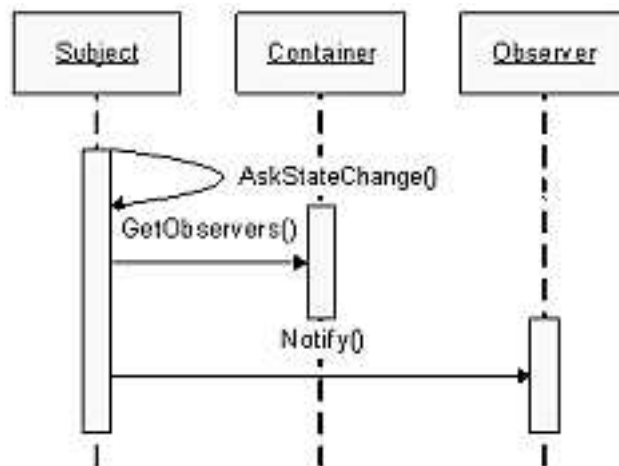 Subject
Container
Observer
AskStateChange()
GetObservers()
Notify()